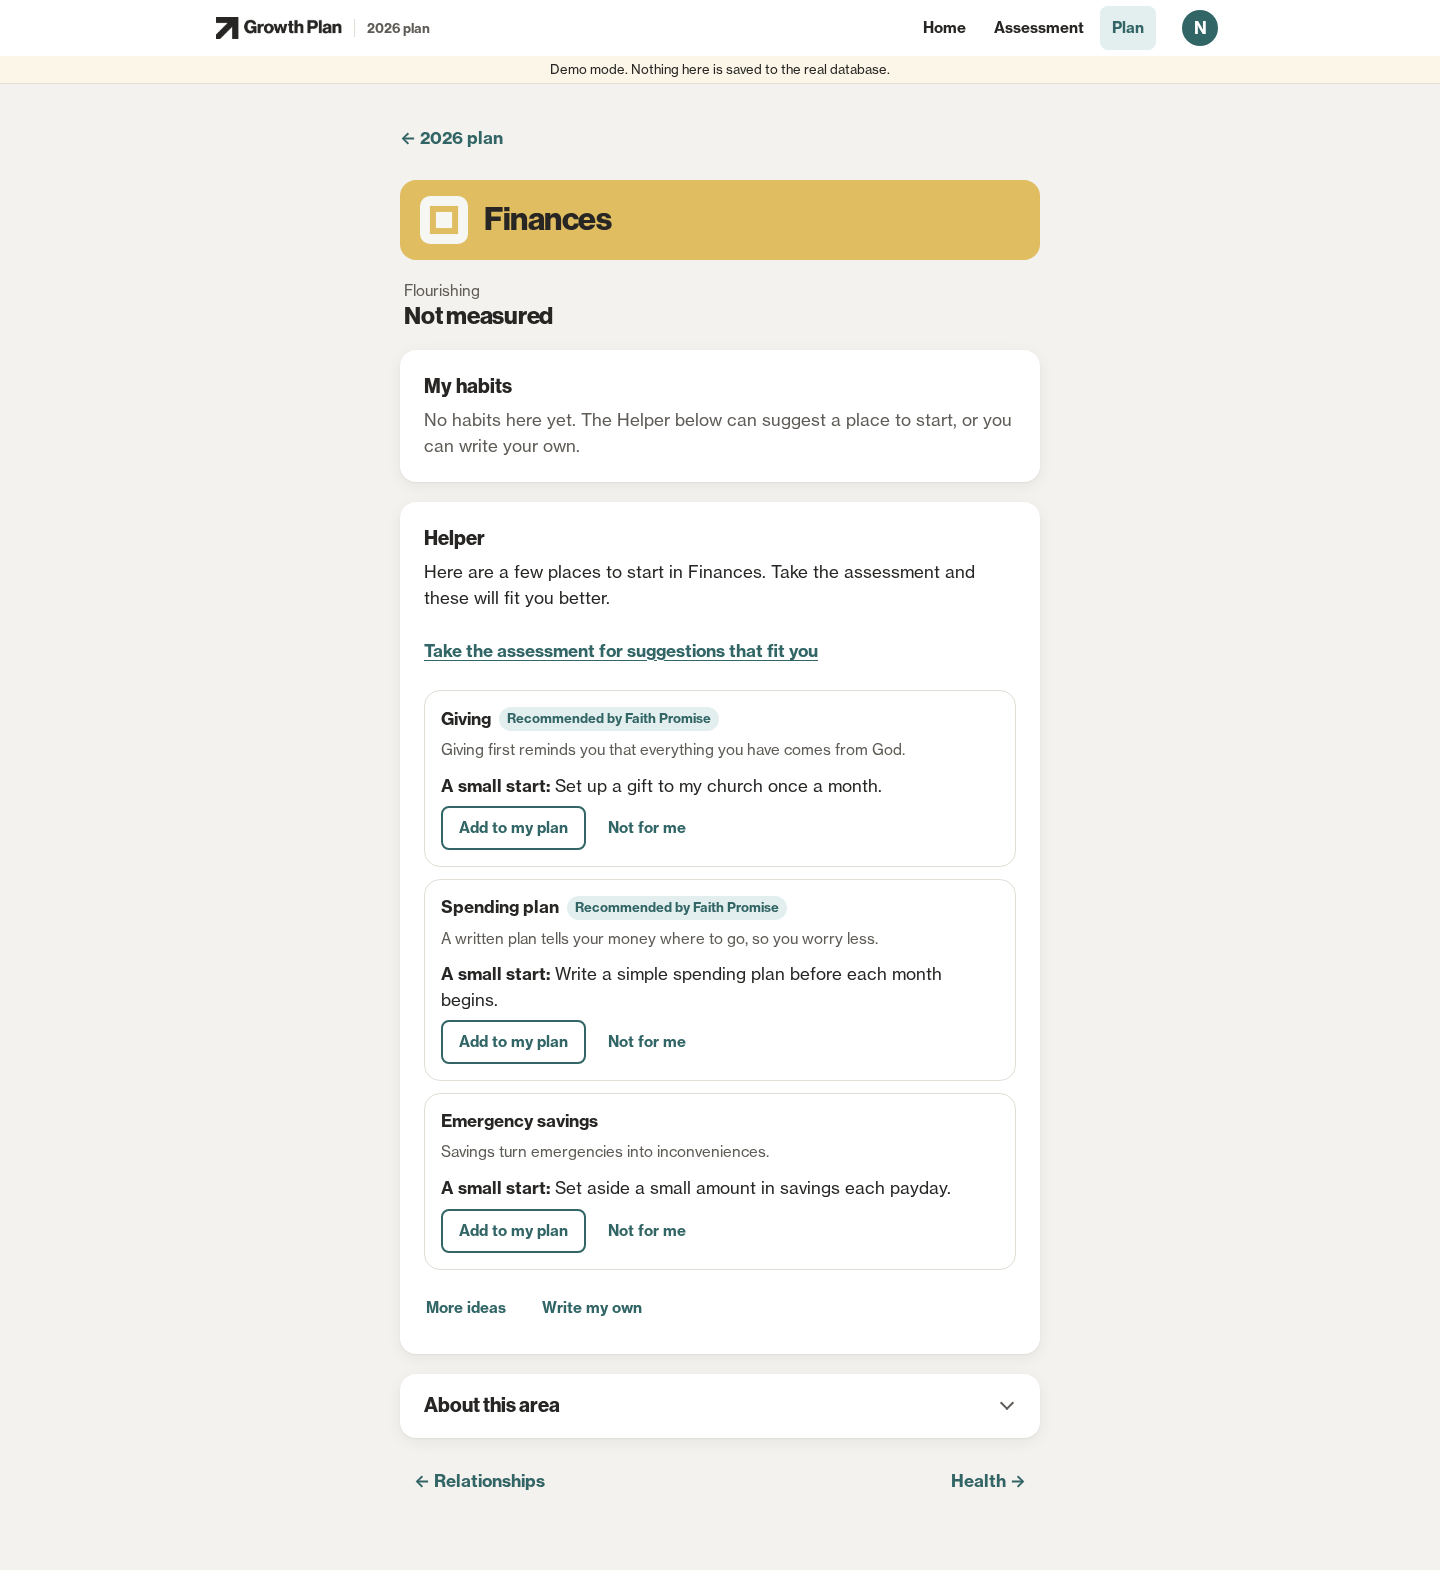 Growth Plan
2026 plan
Home
Assessment
Plan
N
Demo mode. Nothing here is saved to the real database.
← 2026 plan
Finances
Flourishing
Not measured
My habits
No habits here yet. The Helper below can suggest a place to start, or you
can write your own.
Helper
Here are a few places to start in Finances. Take the assessment and
these will fit you better.
Take the assessment for suggestions that fit you
Giving Recommended by Faith Promise
Giving first reminds you that everything you have comes from God.
A small start: Set up a gift to my church once a month.
Add to my plan Not for me
Spending plan Recommended by Faith Promise
A written plan tells your money where to go, so you worry less.
A small start: Write a simple spending plan before each month
begins.
Add to my plan Not for me
Emergency savings
Savings turn emergencies into inconveniences.
A small start: Set aside a small amount in savings each payday.
Add to my plan Not for me
More ideas Write my own
About this area
← Relationships Health →